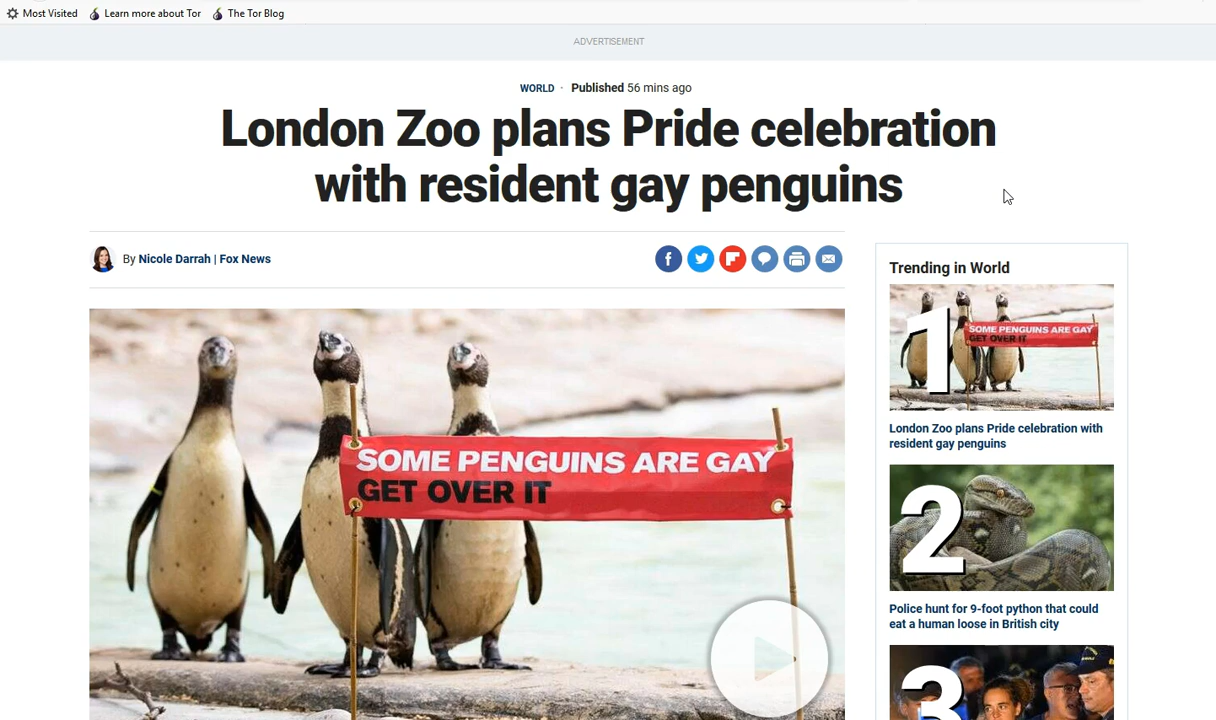 Most Visited
Learn more about Tor
The Tor Blog
ADVERTISEMENT
WORLD · Published 56 mins ago
London Zoo plans Pride celebration
with resident gay penguins
By Nicole Darrah | Fox News
SOME PENGUINS ARE GAY
GET OVER IT
Trending in World
1
SOME PENGUINS ARE GAY
GET OVER IT
London Zoo plans Pride celebration with
resident gay penguins
2
Police hunt for 9-foot python that could
eat a human loose in British city
3